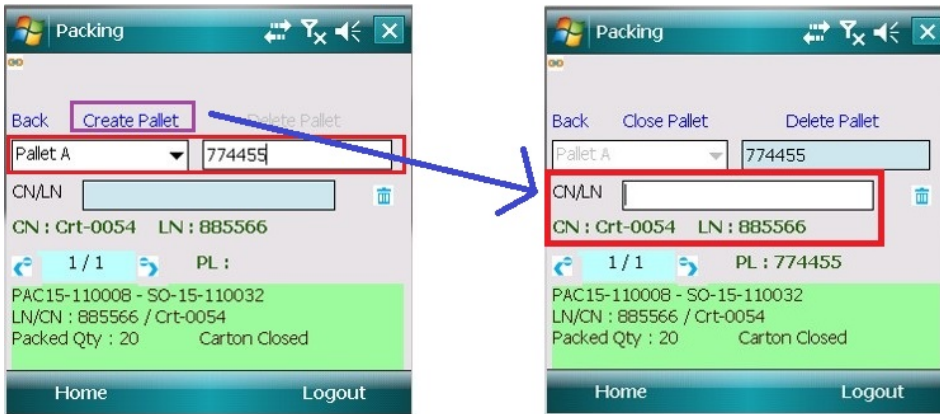 Packing
Back Create Pallet Delete Pallet
Pallet A 774455
CN/LN
CN : Crt-0054 LN : 885566
1 / 1 PL :
PAC15-110008 - SO-15-110032
LN/CN : 885566 / Crt-0054
Packed Qty : 20 Carton Closed
Home Logout
Packing
Back Close Pallet Delete Pallet
Pallet A 774455
CN/LN
CN : Crt-0054 LN : 885566
1 / 1 PL : 774455
PAC15-110008 - SO-15-110032
LN/CN : 885566 / Crt-0054
Packed Qty : 20 Carton Closed
Home Logout